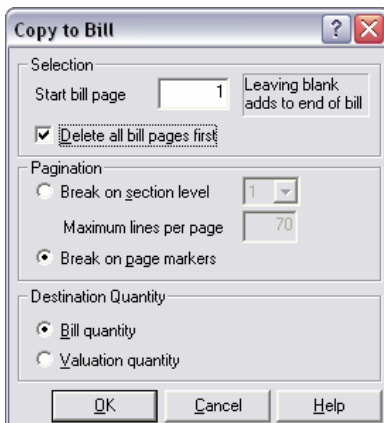 Copy to Bill
?
Selection
Start bill page 1 Leaving blank
adds to end of bill
Delete all bill pages first
Pagination
Break on section level 1
Maximum lines per page 70
Break on page markers
Destination Quantity
Bill quantity
Valuation quantity
OK Cancel Help